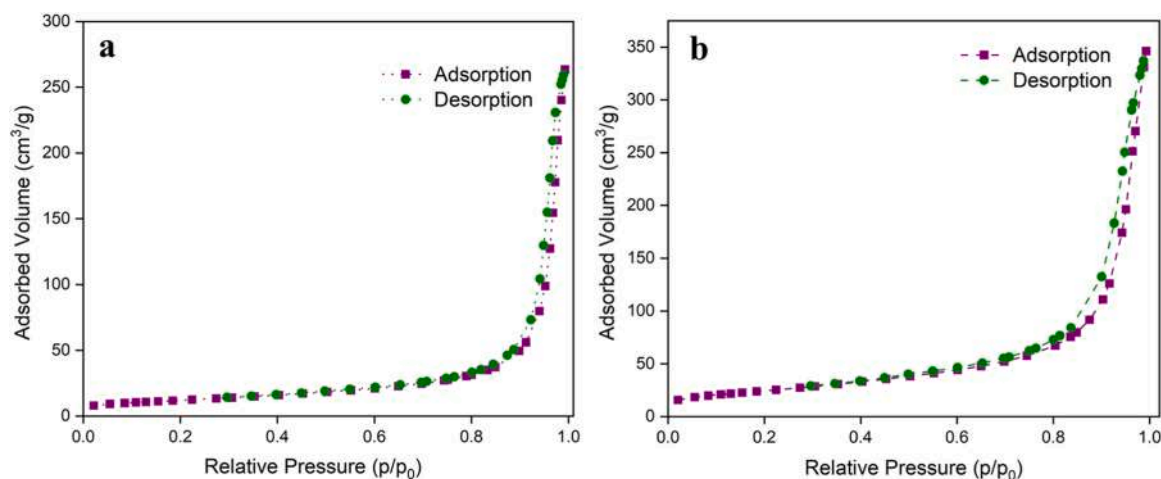 a
Adsorption
Desorption
Adsorbed Volume (cm³/g)
300
250
200
150
100
50
0
0.0 0.2 0.4 0.6 0.8 1.0
Relative Pressure (p/p₀)
b
Adsorption
Desorption
Adsorbed Volume (cm³/g)
350
300
250
200
150
100
50
0
0.0 0.2 0.4 0.6 0.8 1.0
Relative Pressure (p/p₀)